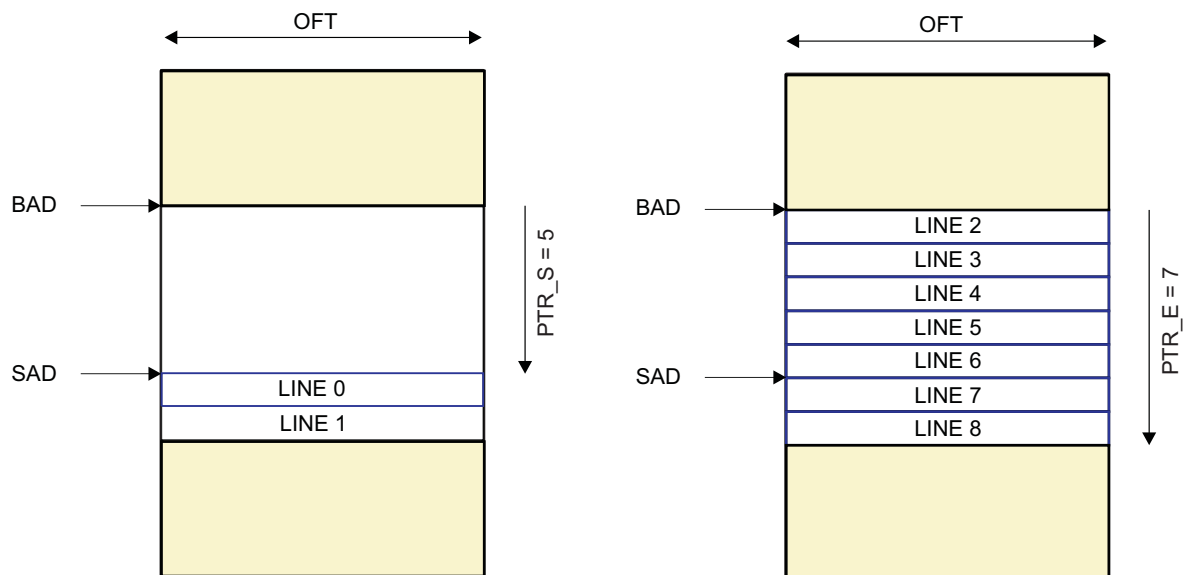 OFT
BAD
PTR_S = 5
SAD
LINE 0
LINE 1
OFT
BAD
LINE 2
LINE 3
LINE 4
LINE 5
LINE 6
SAD
LINE 7
LINE 8
PTR_E = 7